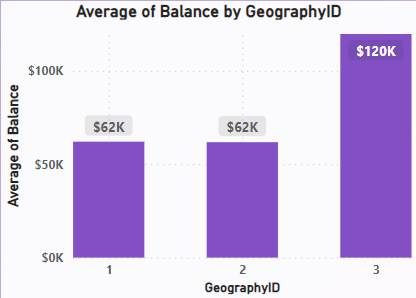 Average of Balance by GeographyID
Average of Balance
$100K
$50K
$0K
$62K
$62K
$120K
1
2
3
GeographyID